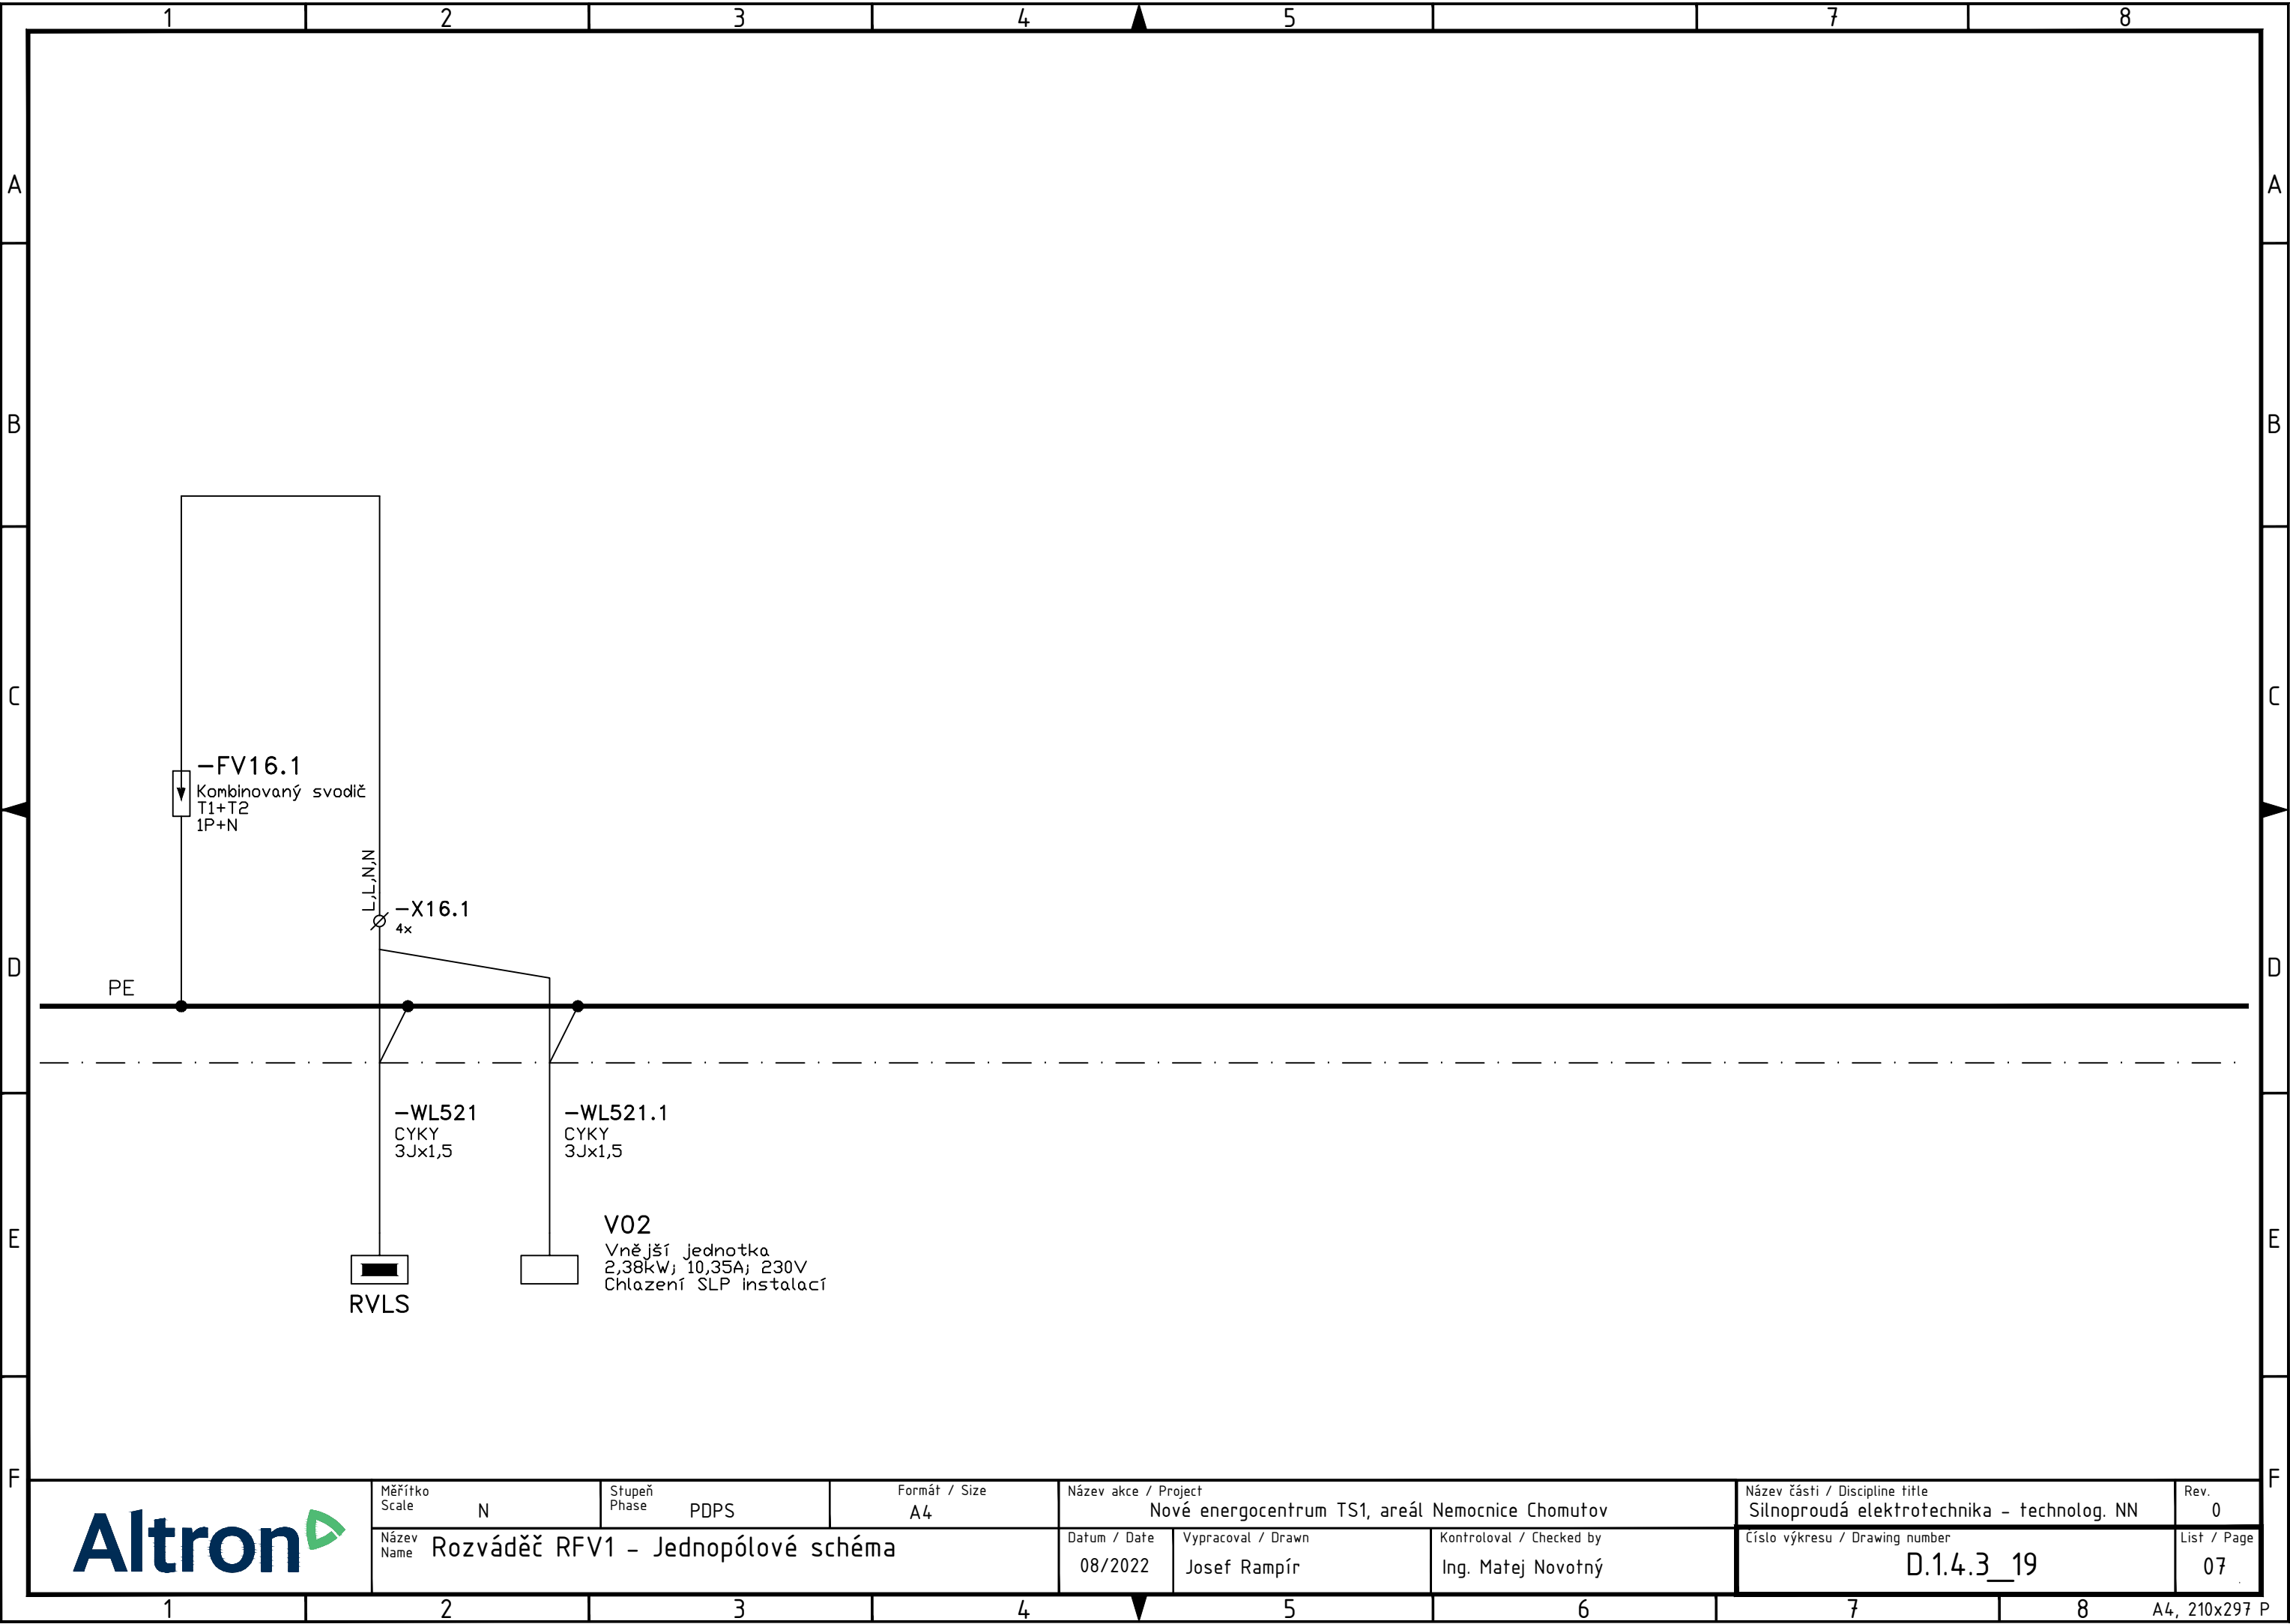 1 2 3 4 5 7 8
A A
B B
C C
D D
E E
F F
-FV16.1
Kombinovaný svodič
T1+T2
1P+N
L,L,N,N
-X16.1
4x
PE
-WL521
CYKY
3Jx1,5
-WL521.1
CYKY
3Jx1,5
V02
Vnější jednotka
2,38kW; 10,35A; 230V
Chlazení SLP instalací
RVLS
Altron
Měřítko
Scale
N
Stupeň
Phase
PDPS
Formát / Size
A4
Název akce / Project
Nové energocentrum TS1, areál Nemocnice Chomutov
Název části / Discipline title
Silnoproudá elektrotechnika - technolog. NN
Rev.
0
Název
Name
Rozváděč RFV1 - Jednopólové schéma
Datum / Date
08/2022
Vypracoval / Drawn
Josef Rampír
Kontroloval / Checked by
Ing. Matej Novotný
Číslo výkresu / Drawing number
D.1.4.3__19
List / Page
07
1 2 3 4 5 6 7 8
A4, 210x297 P